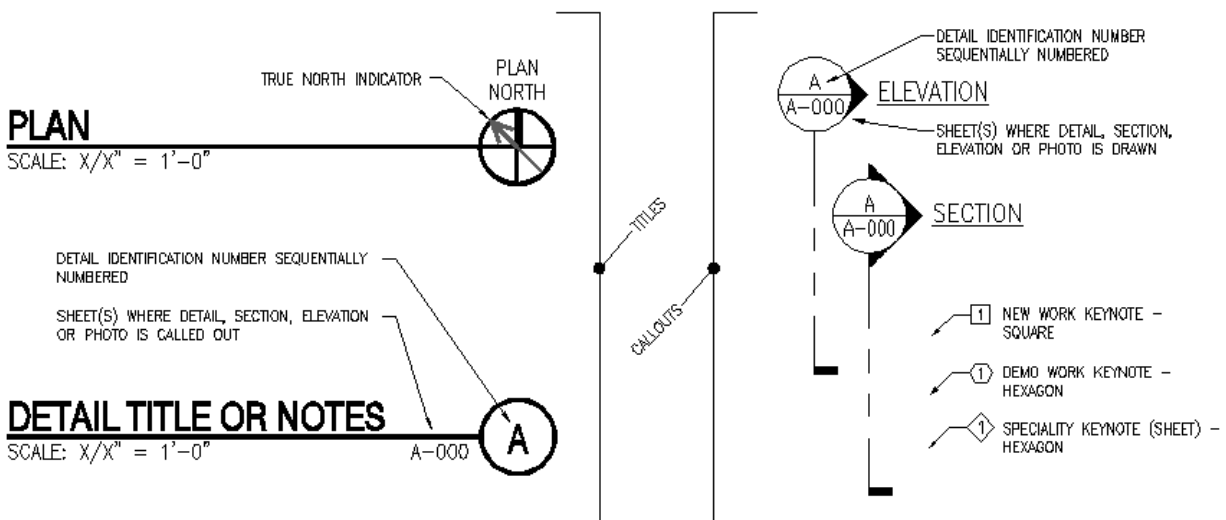 PLAN
SCALE: X/X" = 1'-0"
TRUE NORTH INDICATOR
PLAN
NORTH
DETAIL IDENTIFICATION NUMBER SEQUENTIALLY
NUMBERED
SHEET(S) WHERE DETAIL, SECTION, ELEVATION
OR PHOTO IS CALLED OUT
DETAIL TITLE OR NOTES
SCALE: X/X" = 1'-0"
A-000
A
TITLES
CALLOUTS
DETAIL IDENTIFICATION NUMBER
SEQUENTIALLY NUMBERED
A
A-000
ELEVATION
SHEET(S) WHERE DETAIL, SECTION,
ELEVATION OR PHOTO IS DRAWN
A
A-000
SECTION
1 NEW WORK KEYNOTE -
SQUARE
1 DEMO WORK KEYNOTE -
HEXAGON
1 SPECIALITY KEYNOTE (SHEET) -
HEXAGON